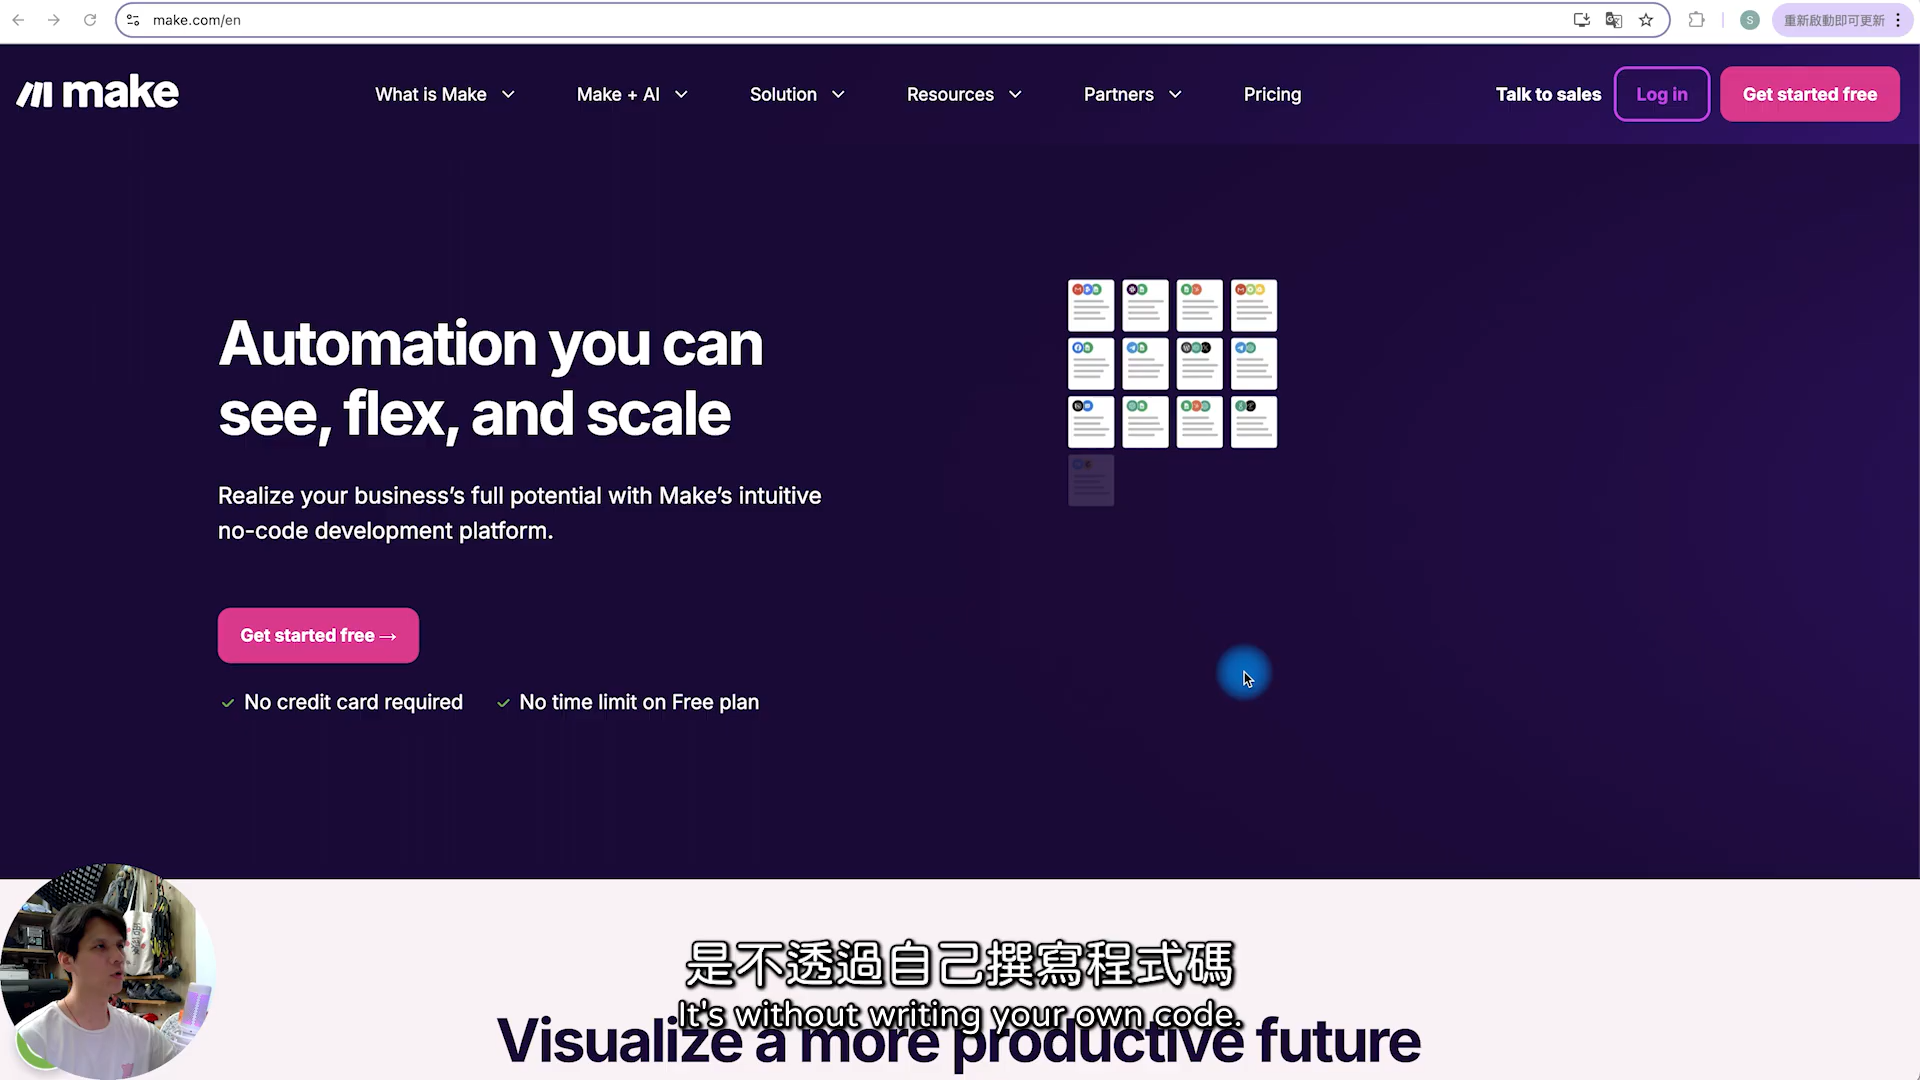 make.com/en
S
重新啟動即可更新
make
What is Make
Make + AI
Solution
Resources
Partners
Pricing
Talk to sales
Log in
Get started free
Automation you can
see, flex, and scale
Realize your business's full potential with Make's intuitive
no-code development platform.
Get started free →
No credit card required
No time limit on Free plan
是不透過自己撰寫程式碼
It's without writing your own code.
Visualize a more productive future